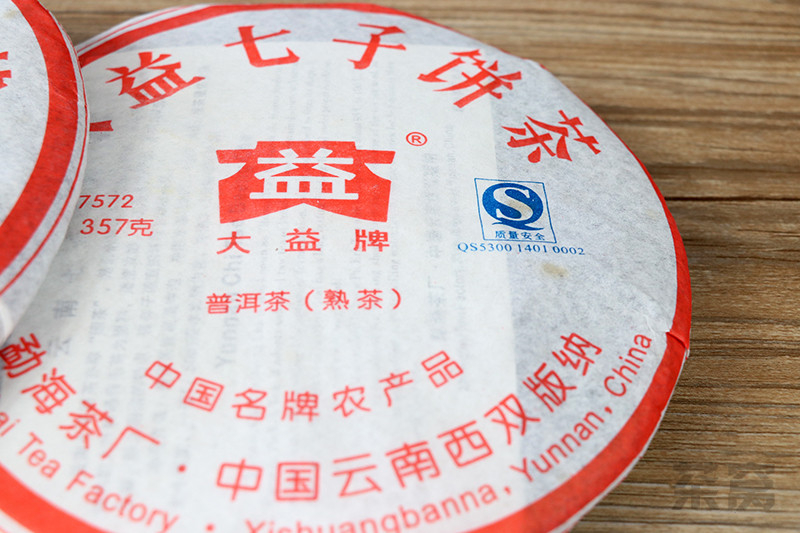 益七子饼茶
益
®
大益牌
7572
357克
质量安全
QS5300 1401 0002
普洱茶（熟茶）
中国名牌农产品
勐海茶厂·中国云南西双版纳
Tea Factory · Xishuangbanna, Yunnan, China